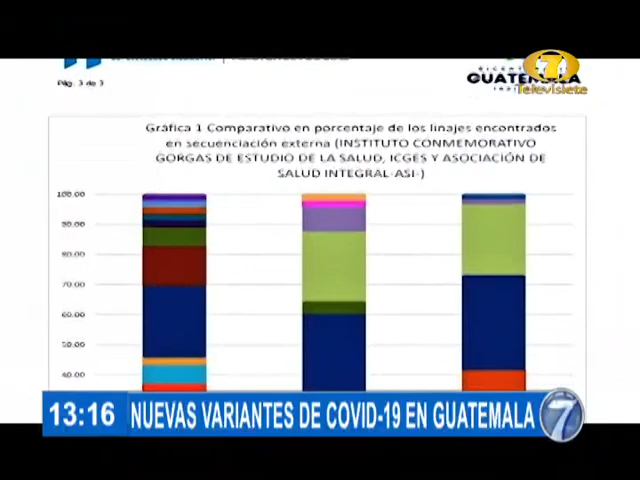 Pág. 3 de 3
7
GUATEMALA
Televisiete
Gráfica 1 Comparativo en porcentaje de los linajes encontrados
en secuenciación externa (INSTITUTO CONMEMORATIVO
GORGAS DE ESTUDIO DE LA SALUD, ICGES Y ASOCIACIÓN DE
SALUD INTEGRAL-ASI-)
100.00
90.00
80.00
70.00
60.00
50.00
40.00
13:16 NUEVAS VARIANTES DE COVID-19 EN GUATEMALA 7